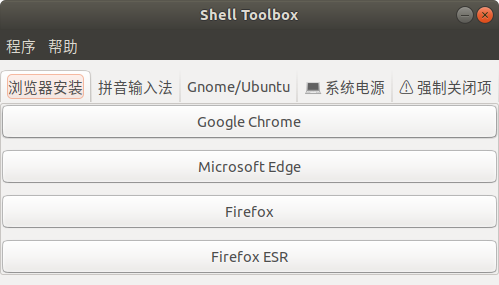 Shell Toolbox
程序 帮助
浏览器安装 拼音输入法 Gnome/Ubuntu 💻 系统电源 ⚠ 强制关闭项
Google Chrome
Microsoft Edge
Firefox
Firefox ESR